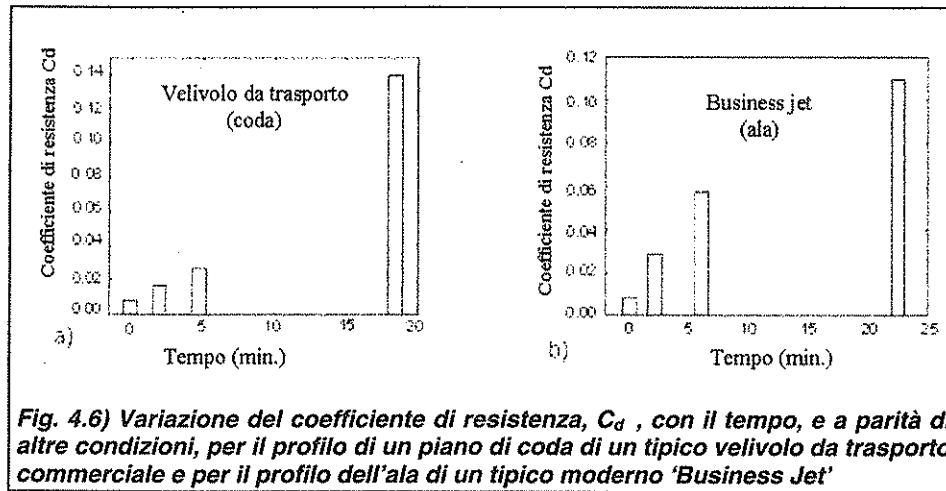 Coefficiente di resistenza Cd
0.14
0.12
0.10
0.08
0.06
0.04
0.02
0.00
Velivolo da trasporto
(coda)
0 5 10 15 20
a)
Tempo (min.)
Coefficiente di resistenza Cd
0.12
0.10
0.08
0.06
0.04
0.02
0.00
Business jet
(ala)
0 5 10 15 20 25
b)
Tempo (min.)
Fig. 4.6) Variazione del coefficiente di resistenza, Cd , con il tempo, e a parità d
altre condizioni, per il profilo di un piano di coda di un tipico velivolo da trasporto
commerciale e per il profilo dell'ala di un tipico moderno 'Business Jet'